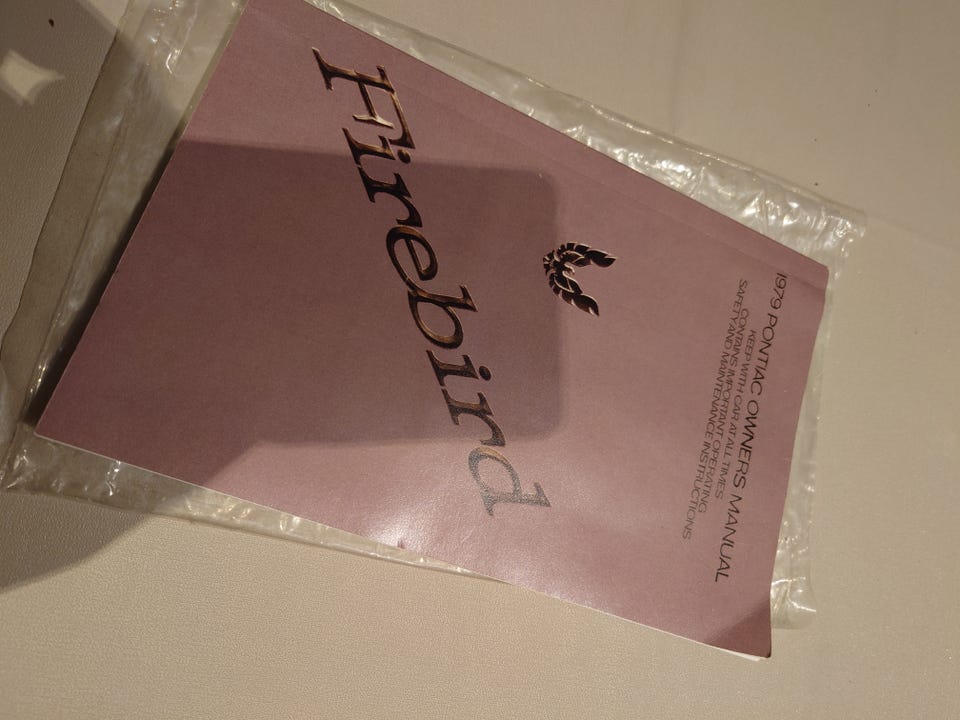 Firebird
1979 PONTIAC OWNERS MANUAL
KEEP WITH CAR AT ALL TIMES
CONTAINS IMPORTANT OPERATING
SAFETY AND MAINTENANCE INSTRUCTIONS